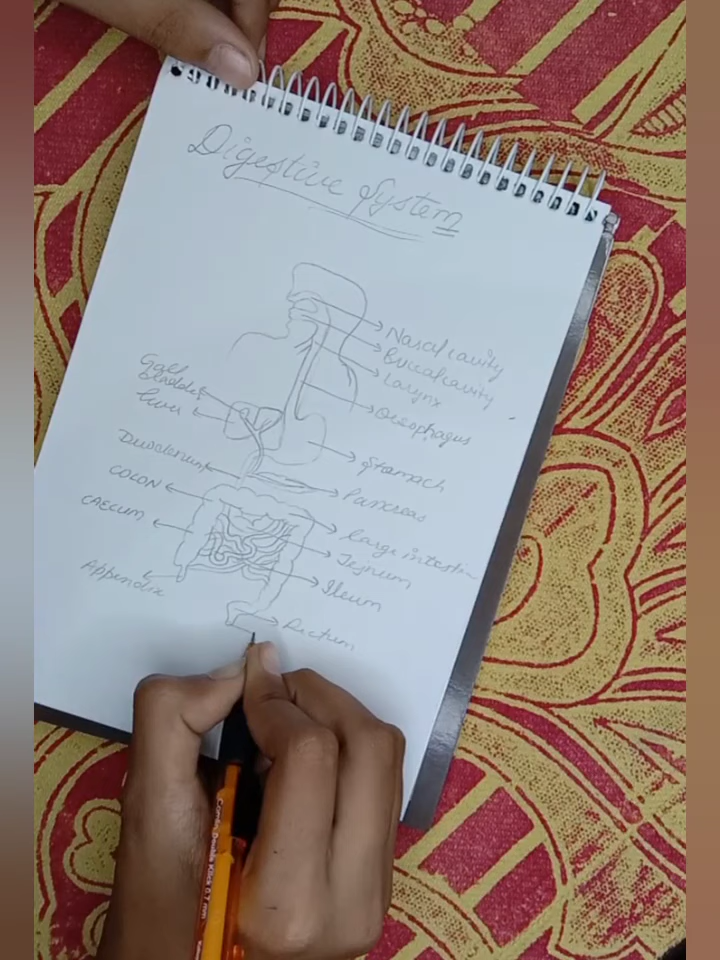 Digestive System
Nasal cavity
Buccal cavity
Larynx
Oesophagus
Stomach
Pancreas
Large intestin
Jejnum
Ileum
Rectum
Gall
bladder
Liver
Duodenum
COLON
CAECUM
Appendix